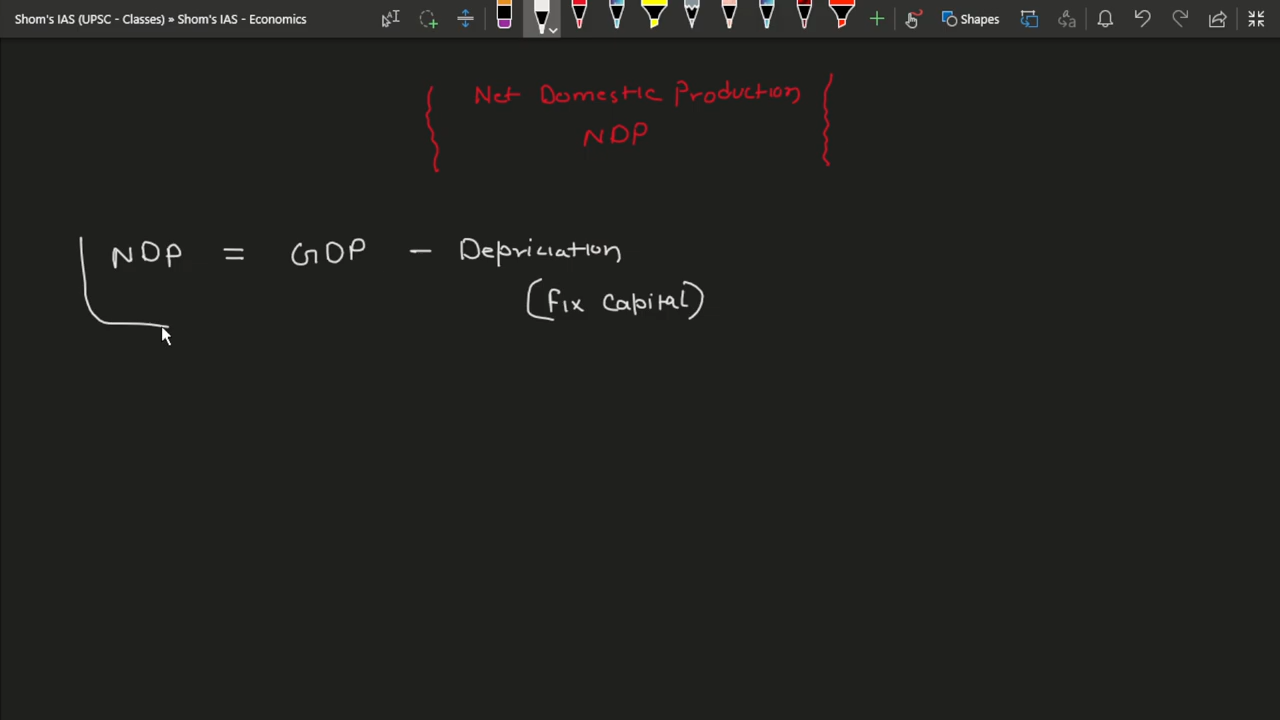 Shom's IAS (UPSC - Classes) » Shom's IAS - Economics
Shapes
Net Domestic Production
NDP
NDP = GDP - Depriciation
(Fix capital)